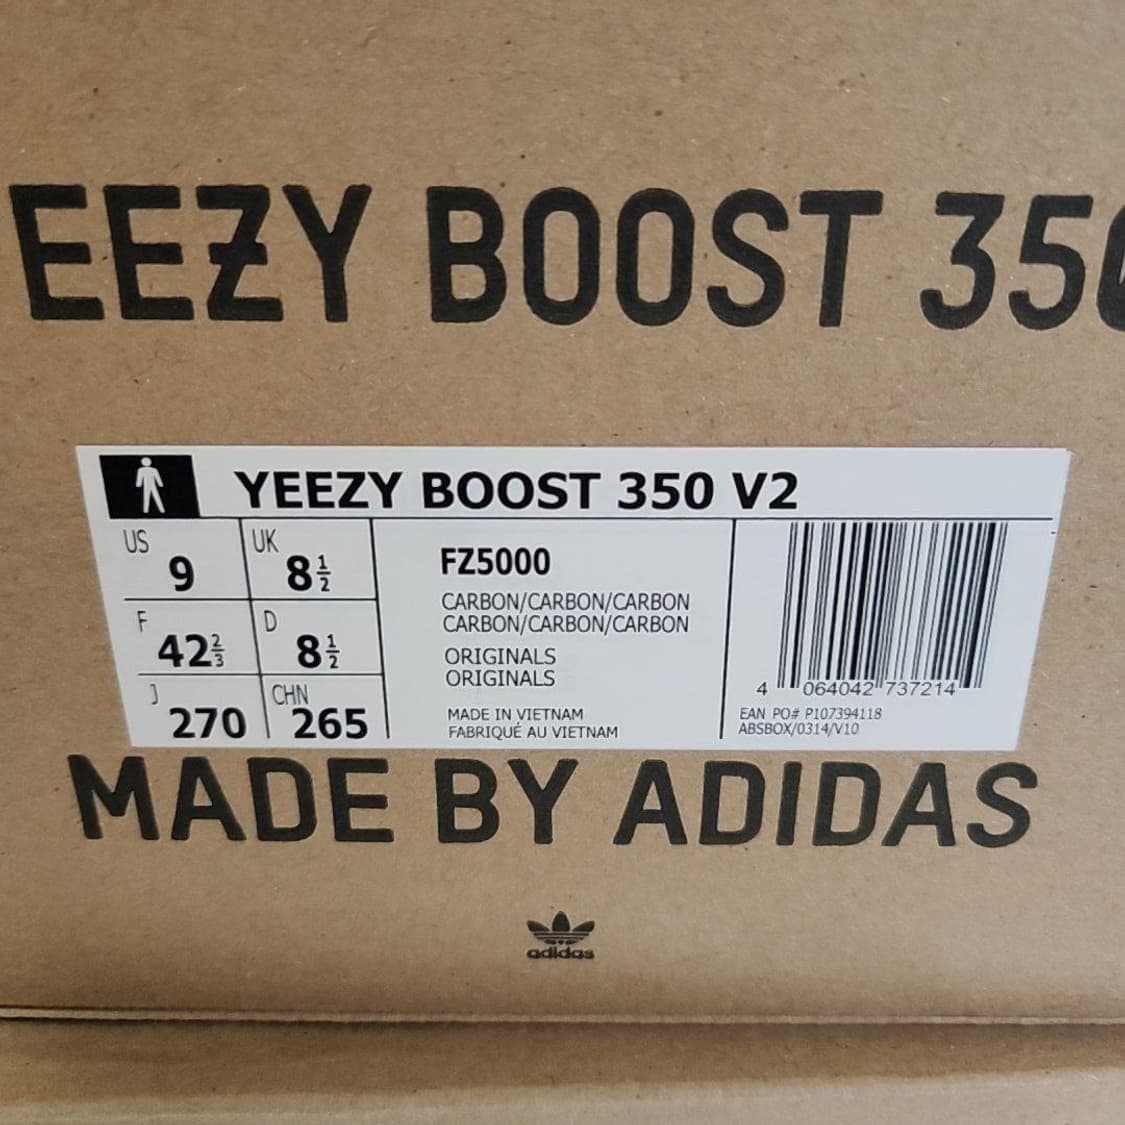 EEZY BOOST 350
YEEZY BOOST 350 V2
US 9 UK 8½
F 42⅔ D 8½
J 270 CHN 265
FZ5000
CARBON/CARBON/CARBON
CARBON/CARBON/CARBON
ORIGINALS
ORIGINALS
MADE IN VIETNAM
FABRIQUÉ AU VIETNAM
4 064042 737214
EAN PO# P107394118
ABSBOX/0314/V10
MADE BY ADIDAS
adidas